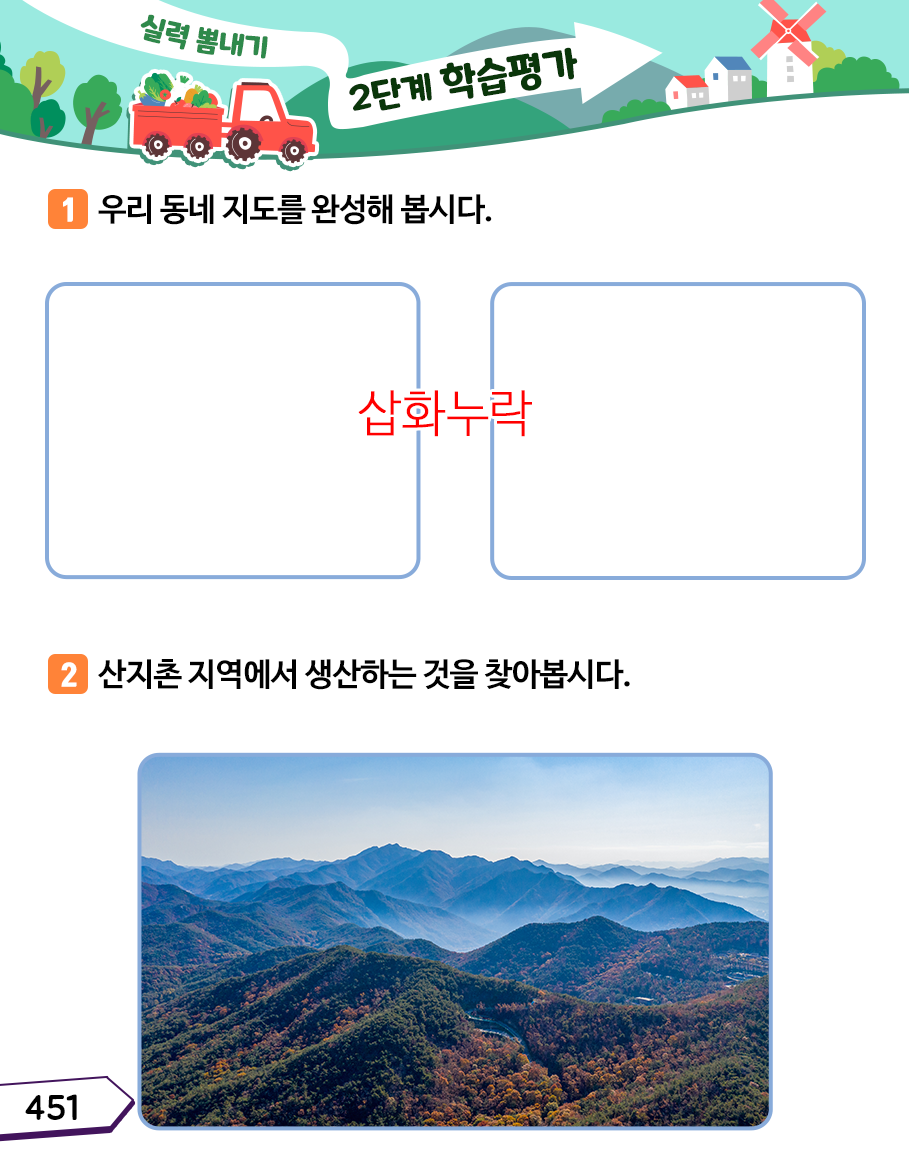 실력 뽐내기
2단계 학습평가
1 우리 동네 지도를 완성해 봅시다.
삽화누락
2 산지촌 지역에서 생산하는 것을 찾아봅시다.
451